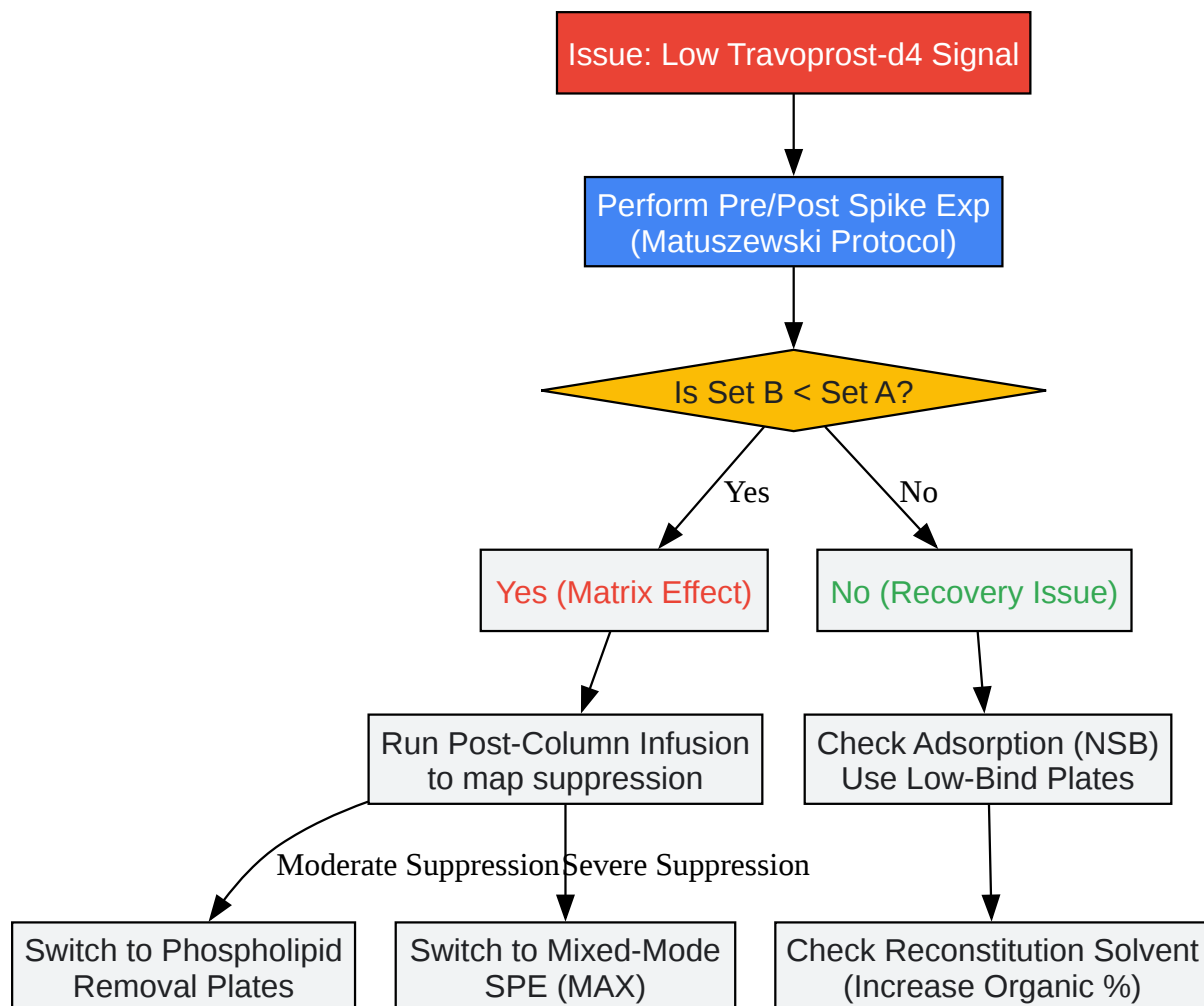 Issue: Low Travoprost-d4 Signal
Perform Pre/Post Spike Exp
(Matuszewski Protocol)
Is Set B < Set A?
Yes
No
Yes (Matrix Effect)
No (Recovery Issue)
Run Post-Column Infusion
to map suppression
Check Adsorption (NSB)
Use Low-Bind Plates
Moderate Suppression
Severe Suppression
Switch to Phospholipid
Removal Plates
Switch to Mixed-Mode
SPE (MAX)
Check Reconstitution Solvent
(Increase Organic %)